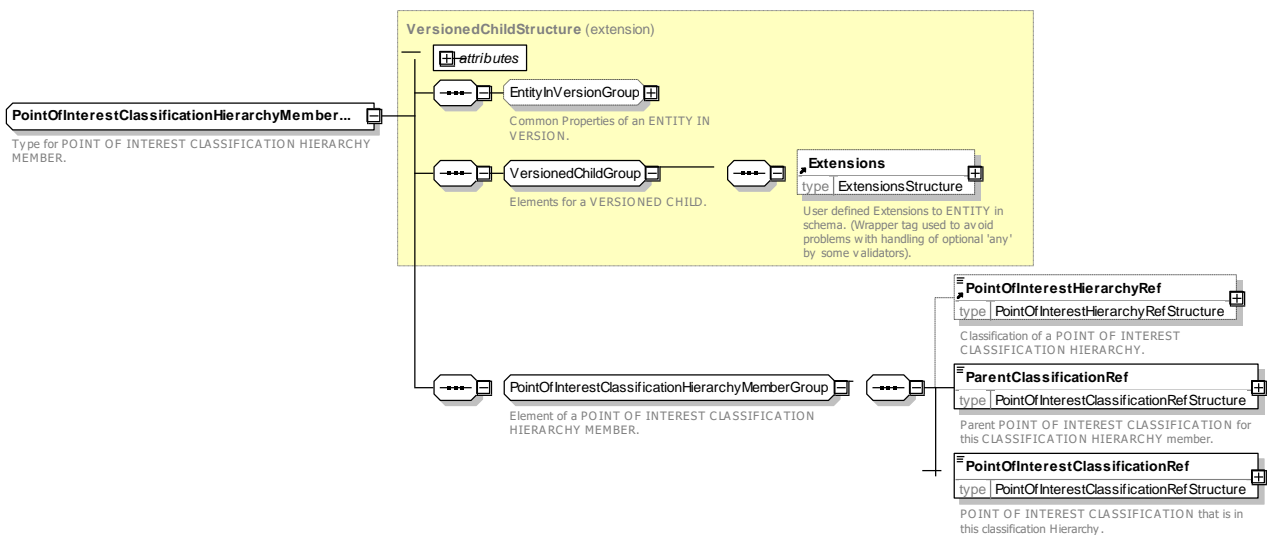 VersionedChildStructure (extension)
attributes
EntityInVersionGroup
Common Properties of an ENTITY IN
VERSION.
PointOfInterestClassificationHierarchyMember...
Type for POINT OF INTEREST CLASSIFICATION HIERARCHY
MEMBER.
VersionedChildGroup
Elements for a VERSIONED CHILD.
Extensions
type ExtensionsStructure
User defined Extensions to ENTITY in
schema. (Wrapper tag used to avoid
problems with handling of optional 'any'
by some validators).
PointOfInterestHierarchyRef
type PointOfInterestHierarchyRefStructure
Classification of a POINT OF INTEREST
CLASSIFICATION HIERARCHY.
PointOfInterestClassificationHierarchyMemberGroup
Element of a POINT OF INTEREST CLASSIFICATION
HIERARCHY MEMBER.
ParentClassificationRef
type PointOfInterestClassificationRefStructure
Parent POINT OF INTEREST CLASSIFICATION for
this CLASSIFICATION HIERARCHY member.
PointOfInterestClassificationRef
type PointOfInterestClassificationRefStructure
POINT OF INTEREST CLASSIFICATION that is in
this classification Hierarchy.